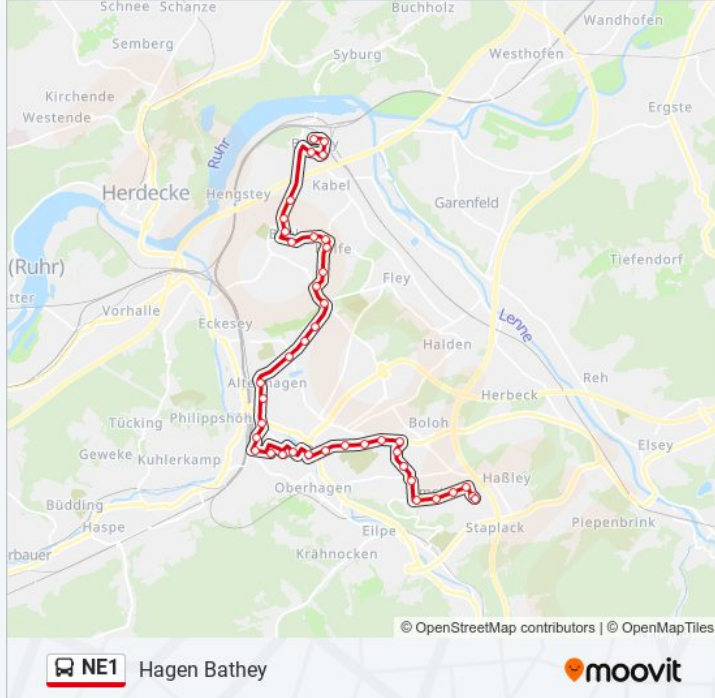 Schnee
Schanze
Buchholz
Wandhofen
Semberg
Syburg
Westhofen
Kirchende
Westende
Ergste
Ruhr
Herdecke
Hengstey
Kabel
Garenfeld
(Ruhr)
Tiefendorf
Fley
Vorhalle
Eckesey
Lenne
Halden
Reh
Herbeck
Tücking
Philippshöh
Boloh
Elsey
Geweke
Kuhlerkamp
Haßley
Oberhagen
Büdding
Haspe
Eilpe
Staplack
Piepenbrink
Krähnocken
© OpenStreetMap contributors | © OpenMapTiles
NE1 Hagen Bathey
moovit